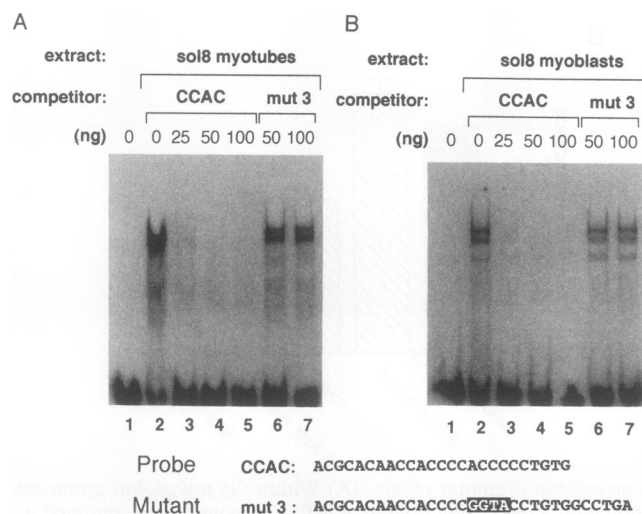 A
B
extract: sol8 myotubes
extract: sol8 myoblasts
competitor: CCAC mut 3
competitor: CCAC mut 3
(ng) 0 0 25 50 100 50 100
(ng) 0 0 25 50 100 50 100
1 2 3 4 5 6 7
1 2 3 4 5 6 7
Probe CCAC: ACGCACAACCACCCCACCCCCTGTG
Mutant mut 3 : ACGCACAACCACCCCGGTACCTGTGGCCTGA